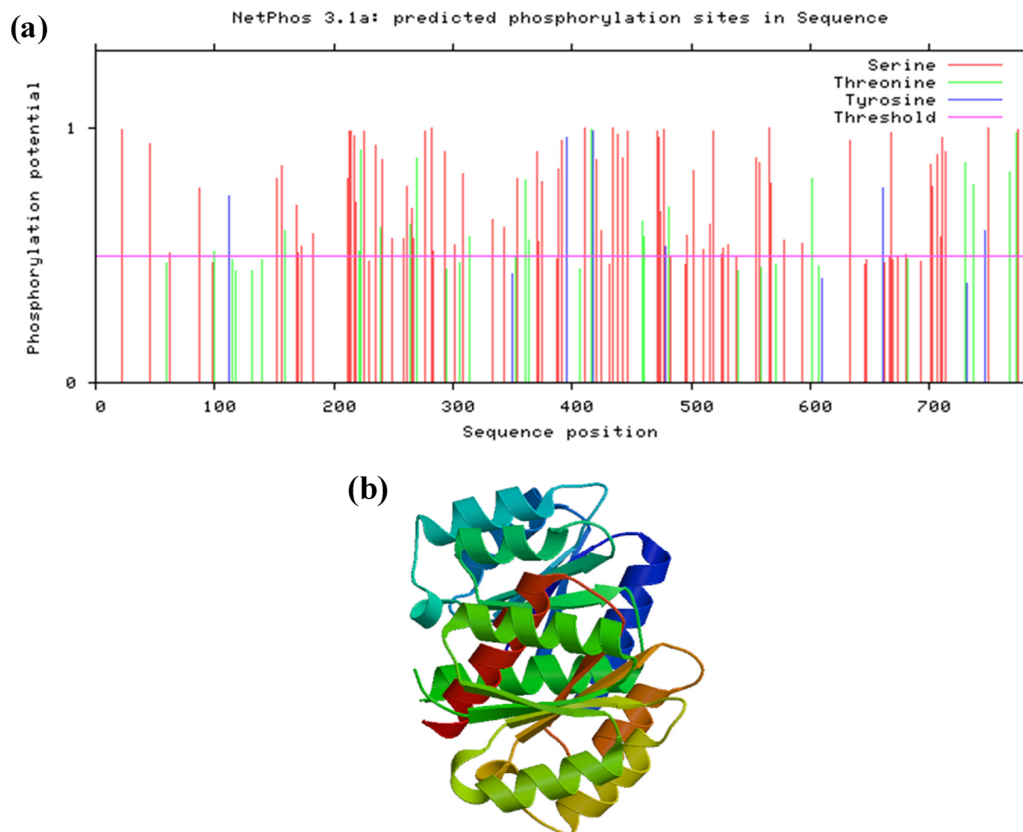 (a)
NetPhos 3.1a: predicted phosphorylation sites in Sequence
Phosphorylation potential
1
0
Serine
Threonine
Tyrosine
Threshold
0 100 200 300 400 500 600 700
Sequence position
(b)